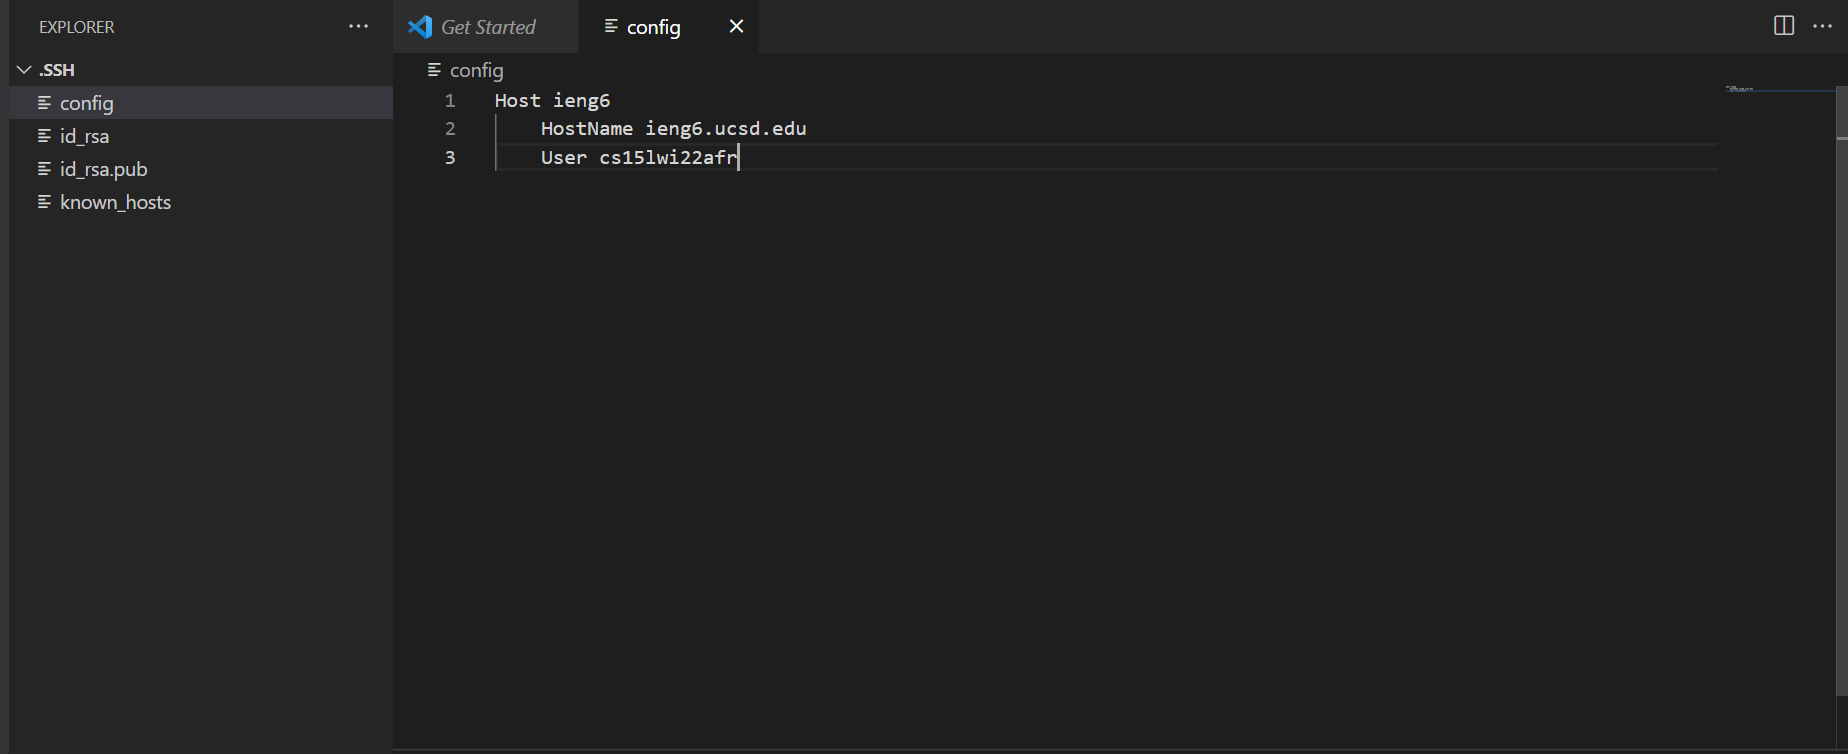 EXPLORER
.SSH
config
id_rsa
id_rsa.pub
known_hosts
Get Started
config
config
1 Host ieng6
2 HostName ieng6.ucsd.edu
3 User cs15lwi22afr